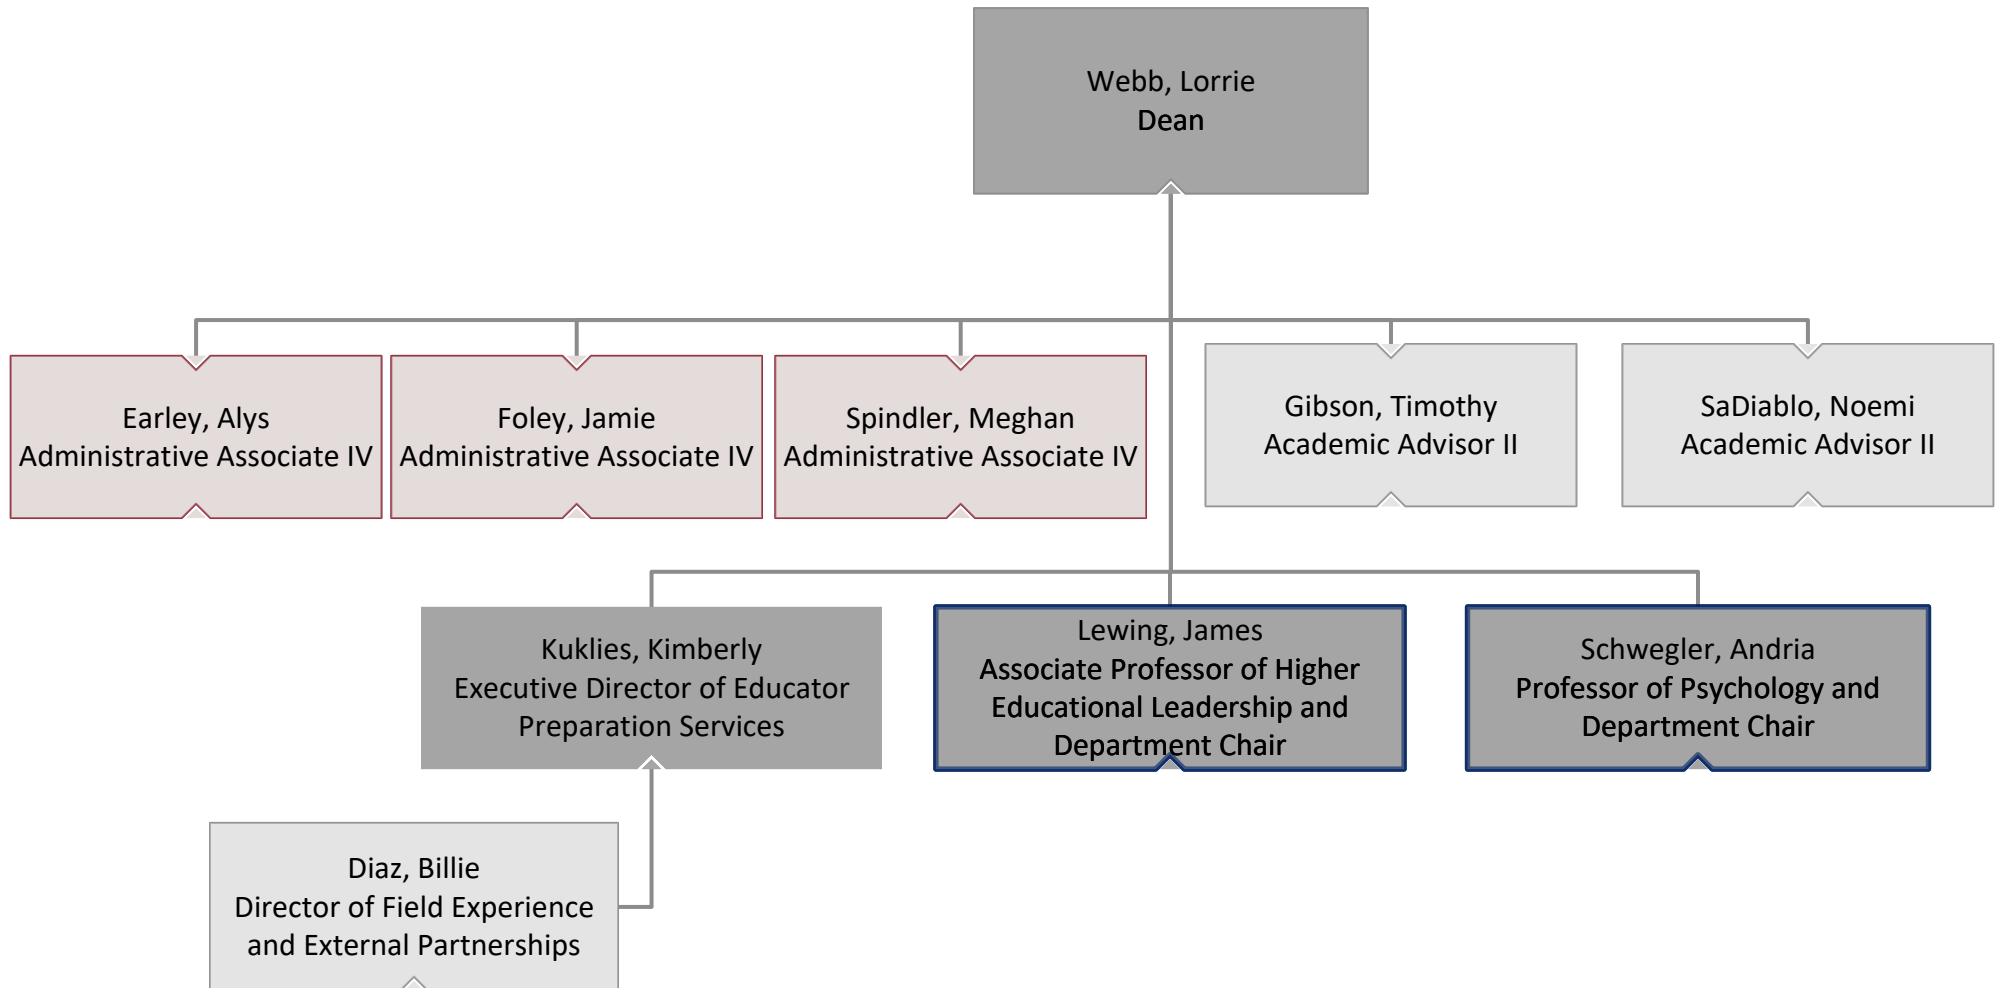 Webb, Lorrie
Dean
Earley, Alys
Administrative Associate IV
Foley, Jamie
Administrative Associate IV
Spindler, Meghan
Administrative Associate IV
Gibson, Timothy
Academic Advisor II
SaDiablo, Noemi
Academic Advisor II
Kuklies, Kimberly
Executive Director of Educator
Preparation Services
Lewing, James
Associate Professor of Higher
Educational Leadership and
Department Chair
Schwegler, Andria
Professor of Psychology and
Department Chair
Diaz, Billie
Director of Field Experience
and External Partnerships